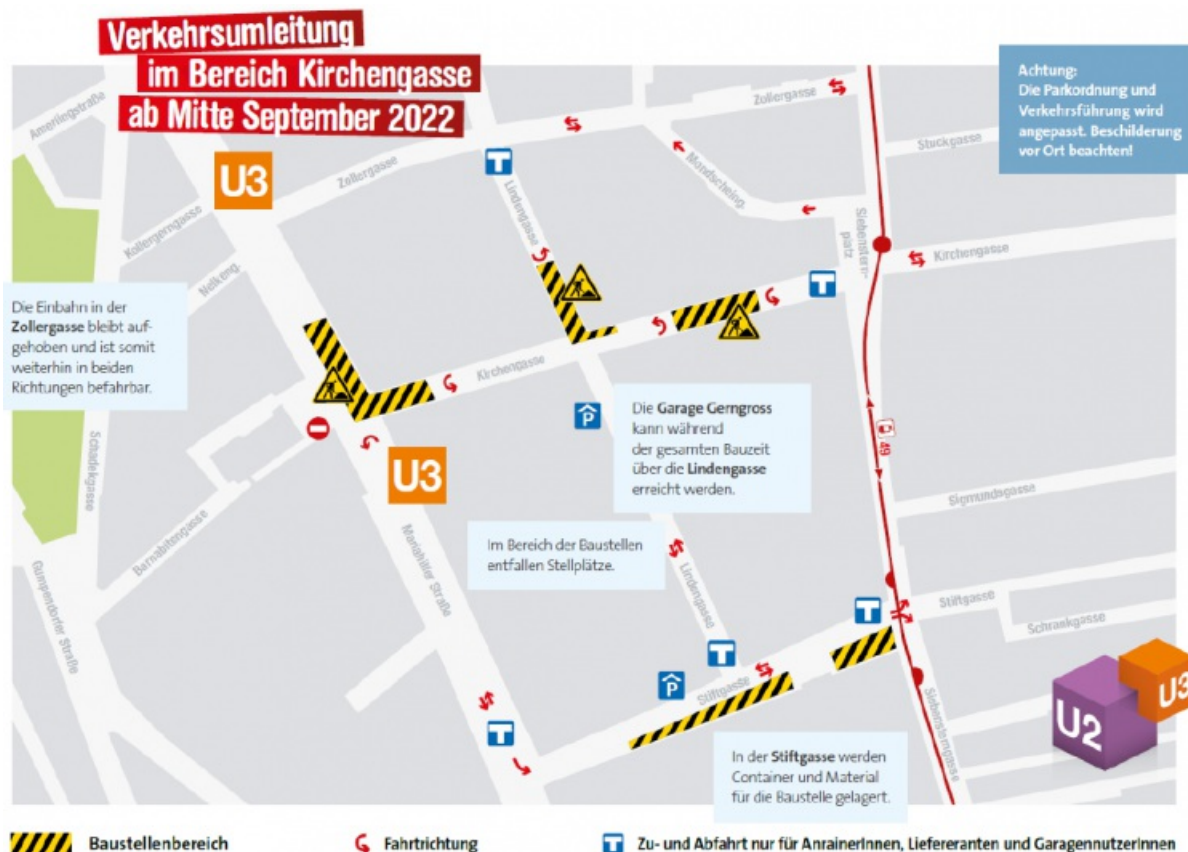 Verkehrsumleitung
im Bereich Kirchengasse
ab Mitte September 2022
Achtung:
Die Parkordnung und
Verkehrsführung wird
angepasst. Beschilderung
vor Ort beachten!
Amerlingstraße
U3
Zollergasse
Zollergasse
Stuckgasse
Lindengasse
Mondscheing.
Siebenstern-
platz
Kirchengasse
Kollergerngasse
Nelkeng.
Die Einbahn in der
Zollergasse bleibt auf-
gehoben und ist somit
weiterhin in beiden
Richtungen befahrbar.
Kirchengasse
P
Die Garage Gerngross
kann während
der gesamten Bauzeit
über die Lindengasse
erreicht werden.
49
U3
Schadekgasse
Barnabitengasse
Mariahilfer Straße
Sigmundsgasse
Im Bereich der Baustellen
entfallen Stellplätze.
Lindengasse
Gumpendorfer Straße
Stiftgasse
Schrankgasse
P
Stiftgasse
Siebensterngasse
U2
U3
In der Stiftgasse werden
Container und Material
für die Baustelle gelagert.
Baustellenbereich
Fahrtrichtung
Zu- und Abfahrt nur für AnrainerInnen, Lieferanten und GaragennutzerInnen